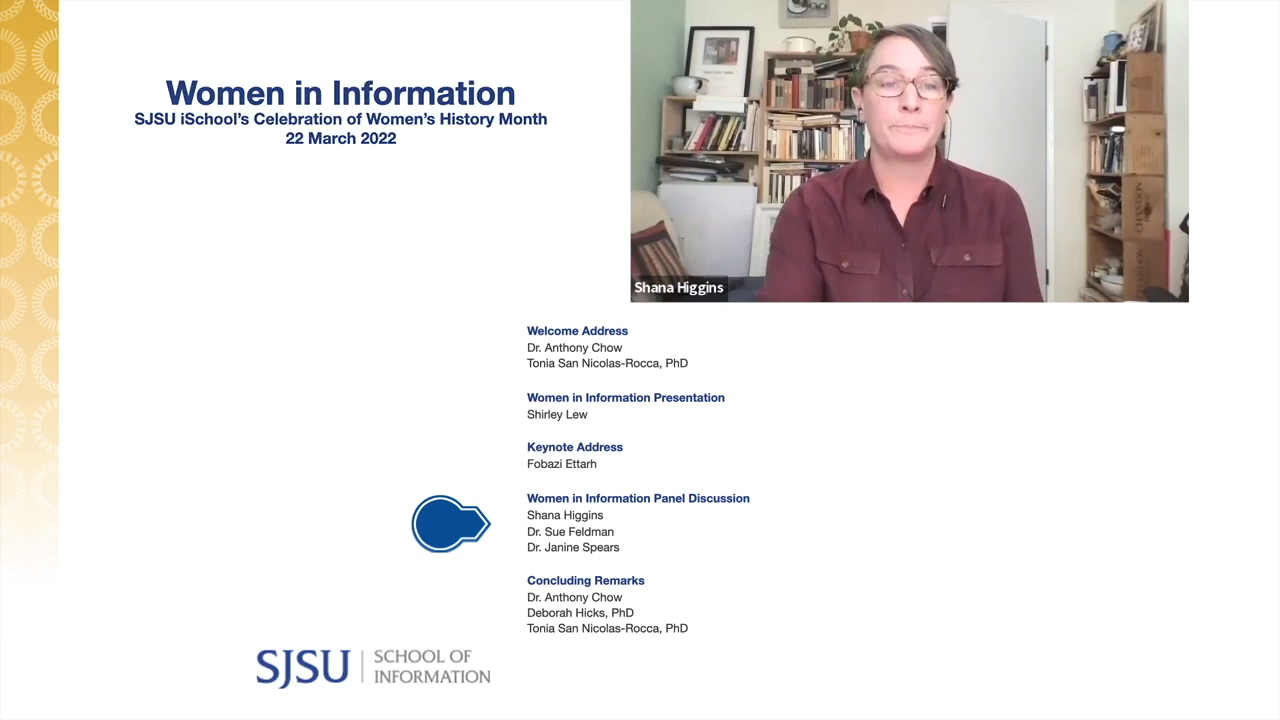 Women in Information
SJSU iSchool's Celebration of Women's History Month
22 March 2022
Shana Higgins
Welcome Address
Dr. Anthony Chow
Tonia San Nicolas-Rocca, PhD
Women in Information Presentation
Shirley Lew
Keynote Address
Fobazi Ettarh
Women in Information Panel Discussion
Shana Higgins
Dr. Sue Feldman
Dr. Janine Spears
Concluding Remarks
Dr. Anthony Chow
Deborah Hicks, PhD
Tonia San Nicolas-Rocca, PhD
SJSU
SCHOOL OF
INFORMATION
CHANDON